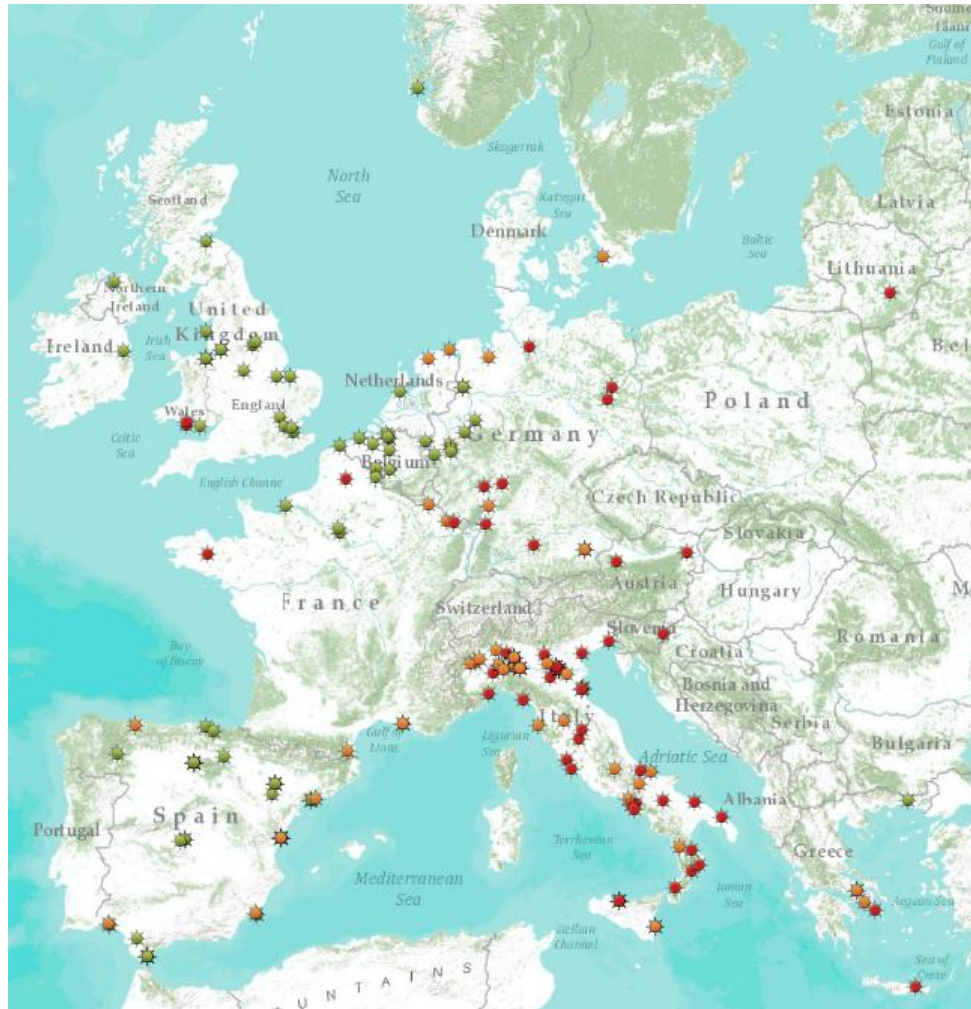 Suome
Gulf of
Finland
Estonia
Skagerrak
North
Sea
Scotland
Kattegat
Sea
Latvia
Denmark
Baltic
Sea
Lithuania
Northern
Ireland
United
Kingdom
Ireland
Irish
Sea
Bel
Netherlands
Poland
England
Wales
Germany
Celtic
Sea
Belgium
English Channe
Czech Republic
Slovakia
Austria
Hungary
M
France
Switzerland
Slovenia
Romania
Bay
of Biscay
Croatia
Bosnia and
Herzegovina
Italy
Serbia
Gulf of
Lions
Ligurian
Sea
Adriatic Sea
Bulgaria
Spain
Albania
Portugal
Tyrrhenian
Sea
Greece
Mediterranean
Sea
Ionian
Sea
Aegean Sea
Sicilian
Channel
Sea of
Crete
U N T A I N S